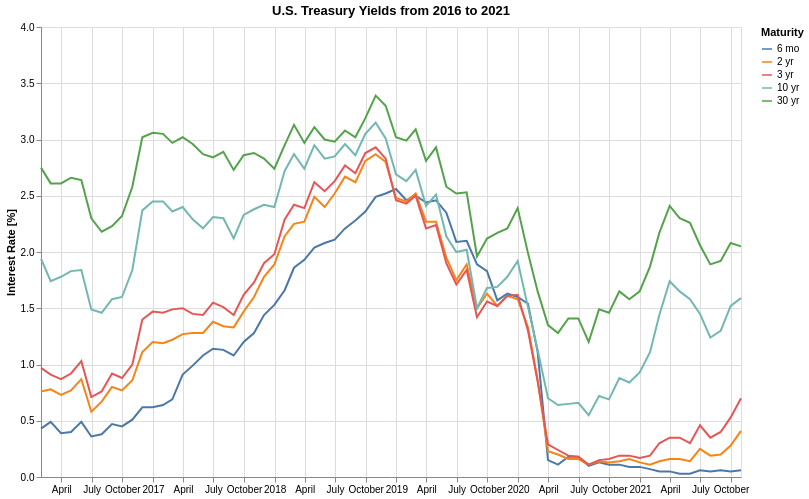 U.S. Treasury Yields from 2016 to 2021
Interest Rate [%]
4.0
3.5
3.0
2.5
2.0
1.5
1.0
0.5
0.0
April July October 2017 April July October 2018 April July October 2019 April July October 2020 April July October 2021 April July October
Maturity
6 mo
2 yr
3 yr
10 yr
30 yr